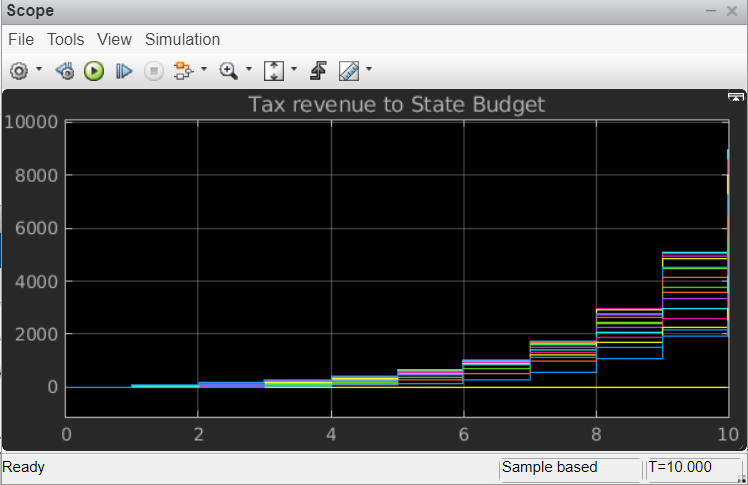 Scope
File Tools View Simulation
Tax revenue to State Budget
10000
8000
6000
4000
2000
0
0 2 4 6 8 10
Ready Sample based T=10.000